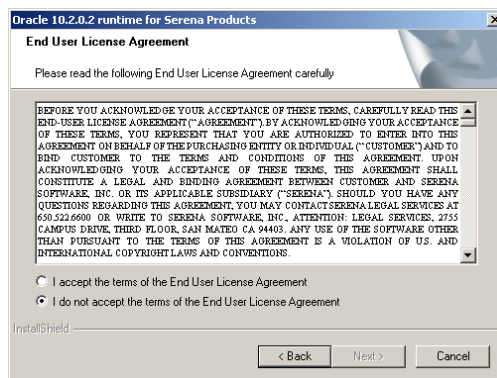 Oracle 10.2.0.2 runtime for Serena Products
End User License Agreement
Please read the following End User License Agreement carefully
BEFORE YOU ACKNOWLEDGE YOUR ACCEPTANCE OF THESE TERMS, CAREFULLY READ THIS
END-USER LICENSE AGREEMENT ("AGREEMENT"). BY ACKNOWLEDGING YOUR ACCEPTANCE
OF THESE TERMS, YOU REPRESENT THAT YOU ARE AUTHORIZED TO ENTER INTO THIS
AGREEMENT ON BEHALF OF THE PURCHASING ENTITY OR INDIVIDUAL ("CUSTOMER") AND TO
BIND CUSTOMER TO THE TERMS AND CONDITIONS OF THIS AGREEMENT. UPON
ACKNOWLEDGING YOUR ACCEPTANCE OF THESE TERMS, THIS AGREEMENT SHALL
CONSTITUTE A LEGAL AND BINDING AGREEMENT BETWEEN CUSTOMER AND SERENA
SOFTWARE, INC. OR ITS APPLICABLE SUBSIDIARY ("SERENA"). SHOULD YOU HAVE ANY
QUESTIONS REGARDING THIS AGREEMENT, YOU MAY CONTACT SERENA LEGAL SERVICES AT
650.522.6600 OR WRITE TO SERENA SOFTWARE, INC., ATTENTION: LEGAL SERVICES, 2755
CAMPUS DRIVE, THIRD FLOOR, SAN MATEO CA 94403. ANY USE OF THE SOFTWARE OTHER
THAN PURSUANT TO THE TERMS OF THIS AGREEMENT IS A VIOLATION OF U.S. AND
INTERNATIONAL COPYRIGHT LAWS AND CONVENTIONS.
I accept the terms of the End User License Agreement
I do not accept the terms of the End User License Agreement
InstallShield
< Back Next > Cancel